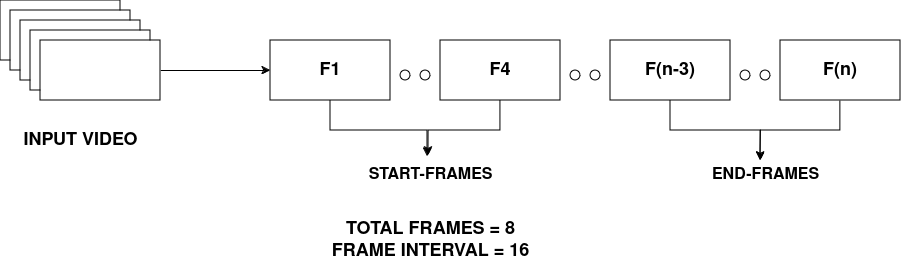 F1
F4
F(n-3)
F(n)
INPUT VIDEO
START-FRAMES
END-FRAMES
TOTAL FRAMES = 8
FRAME INTERVAL = 16